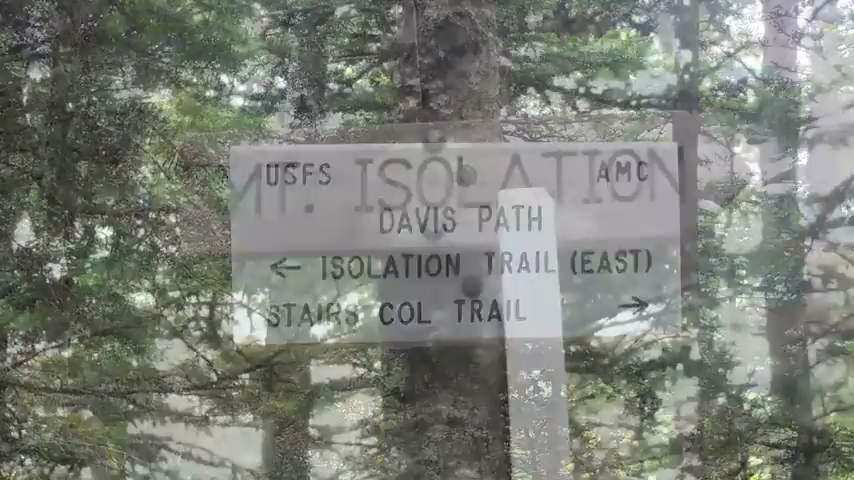 MT. ISOLATION
USFS AMC
DAVIS PATH
← ISOLATION TRAIL (EAST)
STAIRS COL TRAIL →